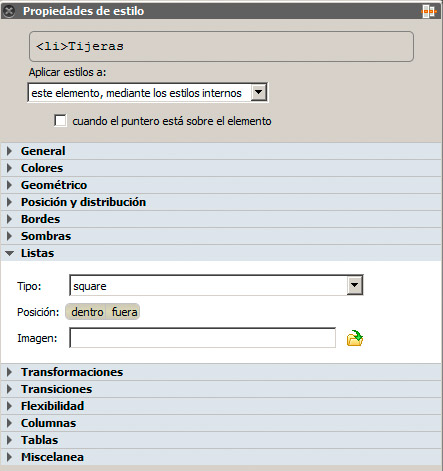 Propiedades de estilo
<li>Tijeras
Aplicar estilos a:
este elemento, mediante los estilos internos
cuando el puntero está sobre el elemento
General
Colores
Geométrico
Posición y distribución
Bordes
Sombras
Listas
Tipo: square
Posición: dentro fuera
Imagen:
Transformaciones
Transiciones
Flexibilidad
Columnas
Tablas
Miscelanea